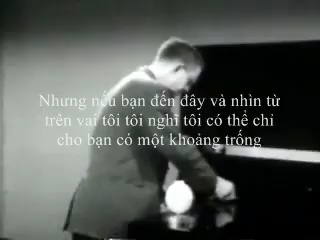 Nhưng nếu bạn đến đây và nhìn từ
trên vai tôi tôi nghĩ tôi có thể chỉ
cho bạn có một khoảng trống